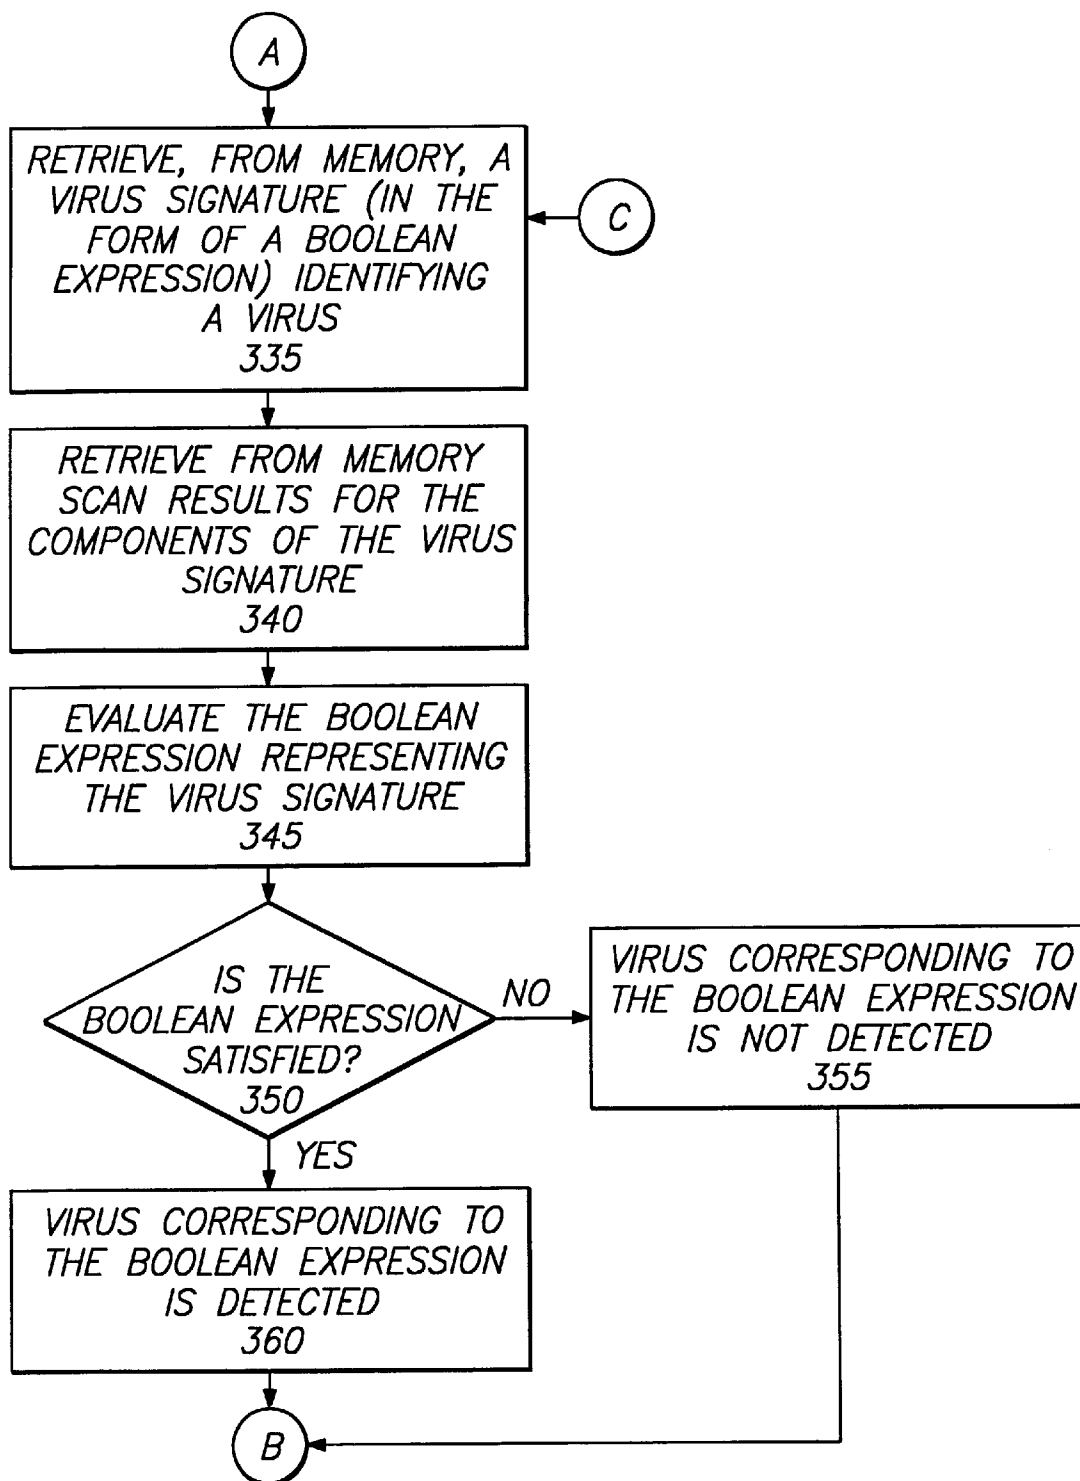 A
RETRIEVE, FROM MEMORY, A
VIRUS SIGNATURE (IN THE
FORM OF A BOOLEAN
EXPRESSION) IDENTIFYING
A VIRUS
335
C
RETRIEVE FROM MEMORY
SCAN RESULTS FOR THE
COMPONENTS OF THE VIRUS
SIGNATURE
340
EVALUATE THE BOOLEAN
EXPRESSION REPRESENTING
THE VIRUS SIGNATURE
345
IS THE
BOOLEAN EXPRESSION
SATISFIED?
350
NO
VIRUS CORRESPONDING TO
THE BOOLEAN EXPRESSION
IS NOT DETECTED
355
YES
VIRUS CORRESPONDING TO
THE BOOLEAN EXPRESSION
IS DETECTED
360
B